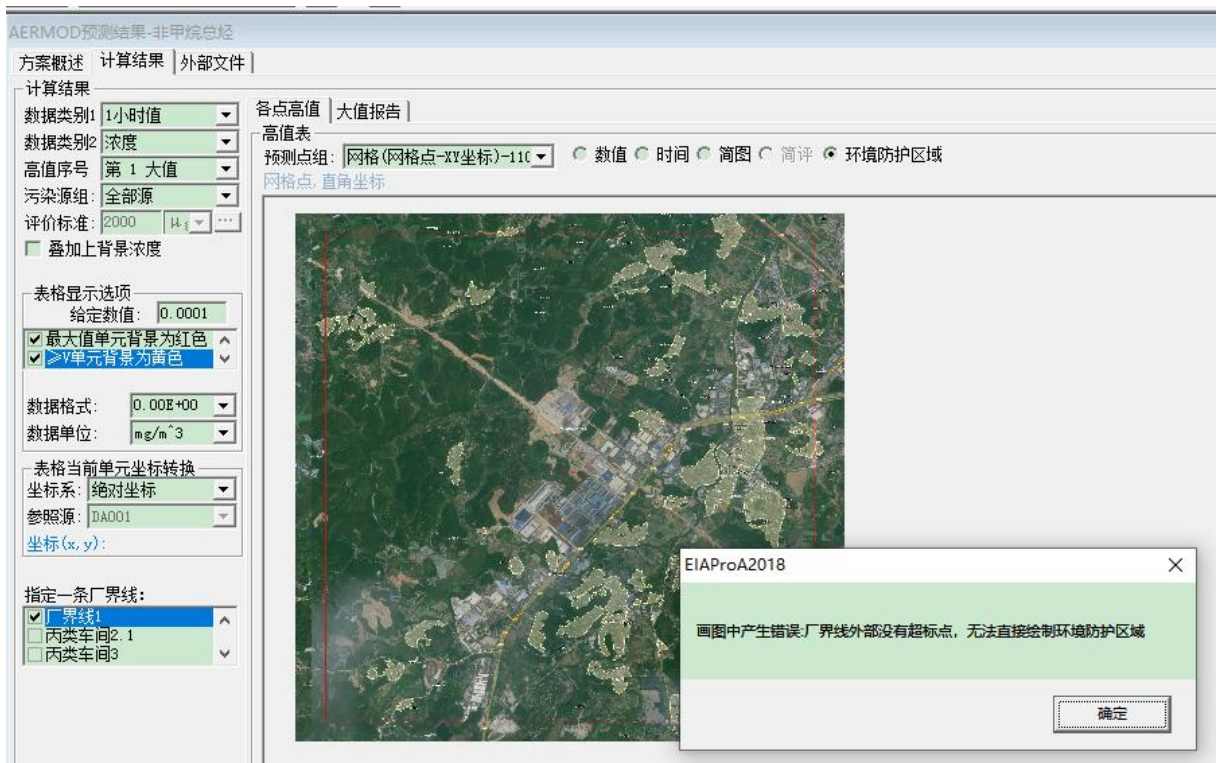 AERMOD预测结果-非甲烷总烃
方案概述 计算结果 外部文件
计算结果
数据类别1 1小时值
数据类别2 浓度
高值序号 第 1 大值
污染源组: 全部源
评价标准: 2000 μg ...
叠加上背景浓度
表格显示选项
给定数值: 0.0001
最大值单元背景为红色
≥V单元背景为黄色
数据格式: 0.00E+00
数据单位: mg/m^3
表格当前单元坐标转换
坐标系: 绝对坐标
参照源: DA001
坐标(x,y):
指定一条厂界线:
厂界线1
丙类车间2.1
丙类车间3
各点高值 大值报告
高值表
预测点组: 网格(网格点-XY坐标)-110 数值 时间 简图 简评 环境防护区域
网格点,直角坐标
EIAProA2018
画图中产生错误:厂界线外部没有超标点，无法直接绘制环境防护区域
确定